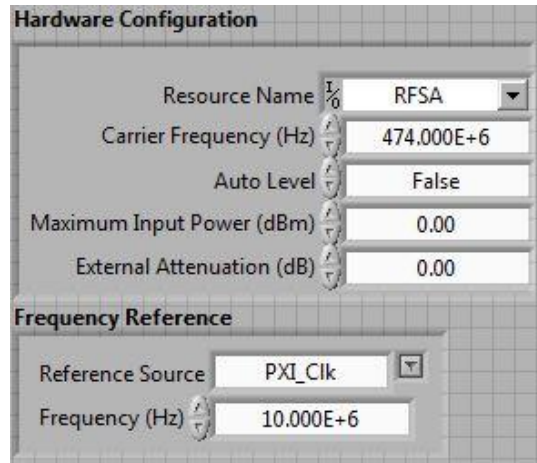 Hardware Configuration
Resource Name I/O RFSA
Carrier Frequency (Hz) 474.000E+6
Auto Level False
Maximum Input Power (dBm) 0.00
External Attenuation (dB) 0.00
Frequency Reference
Reference Source PXI_Clk
Frequency (Hz) 10.000E+6